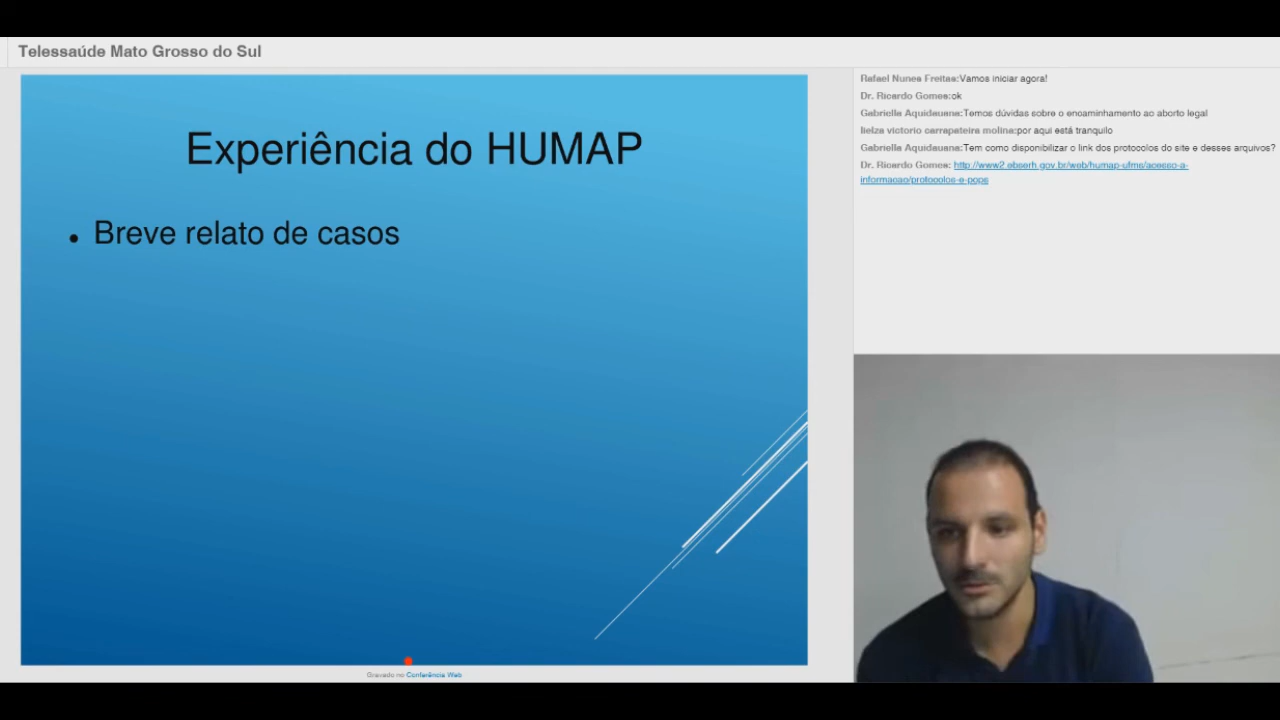 Telessaúde Mato Grosso do Sul
Experiência do HUMAP
Breve relato de casos
Gravado no Conferência Web
Rafael Nunes Freitas:Vamos iniciar agora!
Dr. Ricardo Gomes:ok
Gabrielle Aquidauana:Temos dúvidas sobre o encaminhamento ao aborto legal
lieiza victorio carrapateira molina:por aqui está tranquilo
Gabrielle Aquidauana:Tem como disponibilizar o link dos protocolos do site e desses arquivos?
Dr. Ricardo Gomes: http://www2.ebserh.gov.br/web/humap-ufms/acesso-a-
informacao/protocolos-e-pops